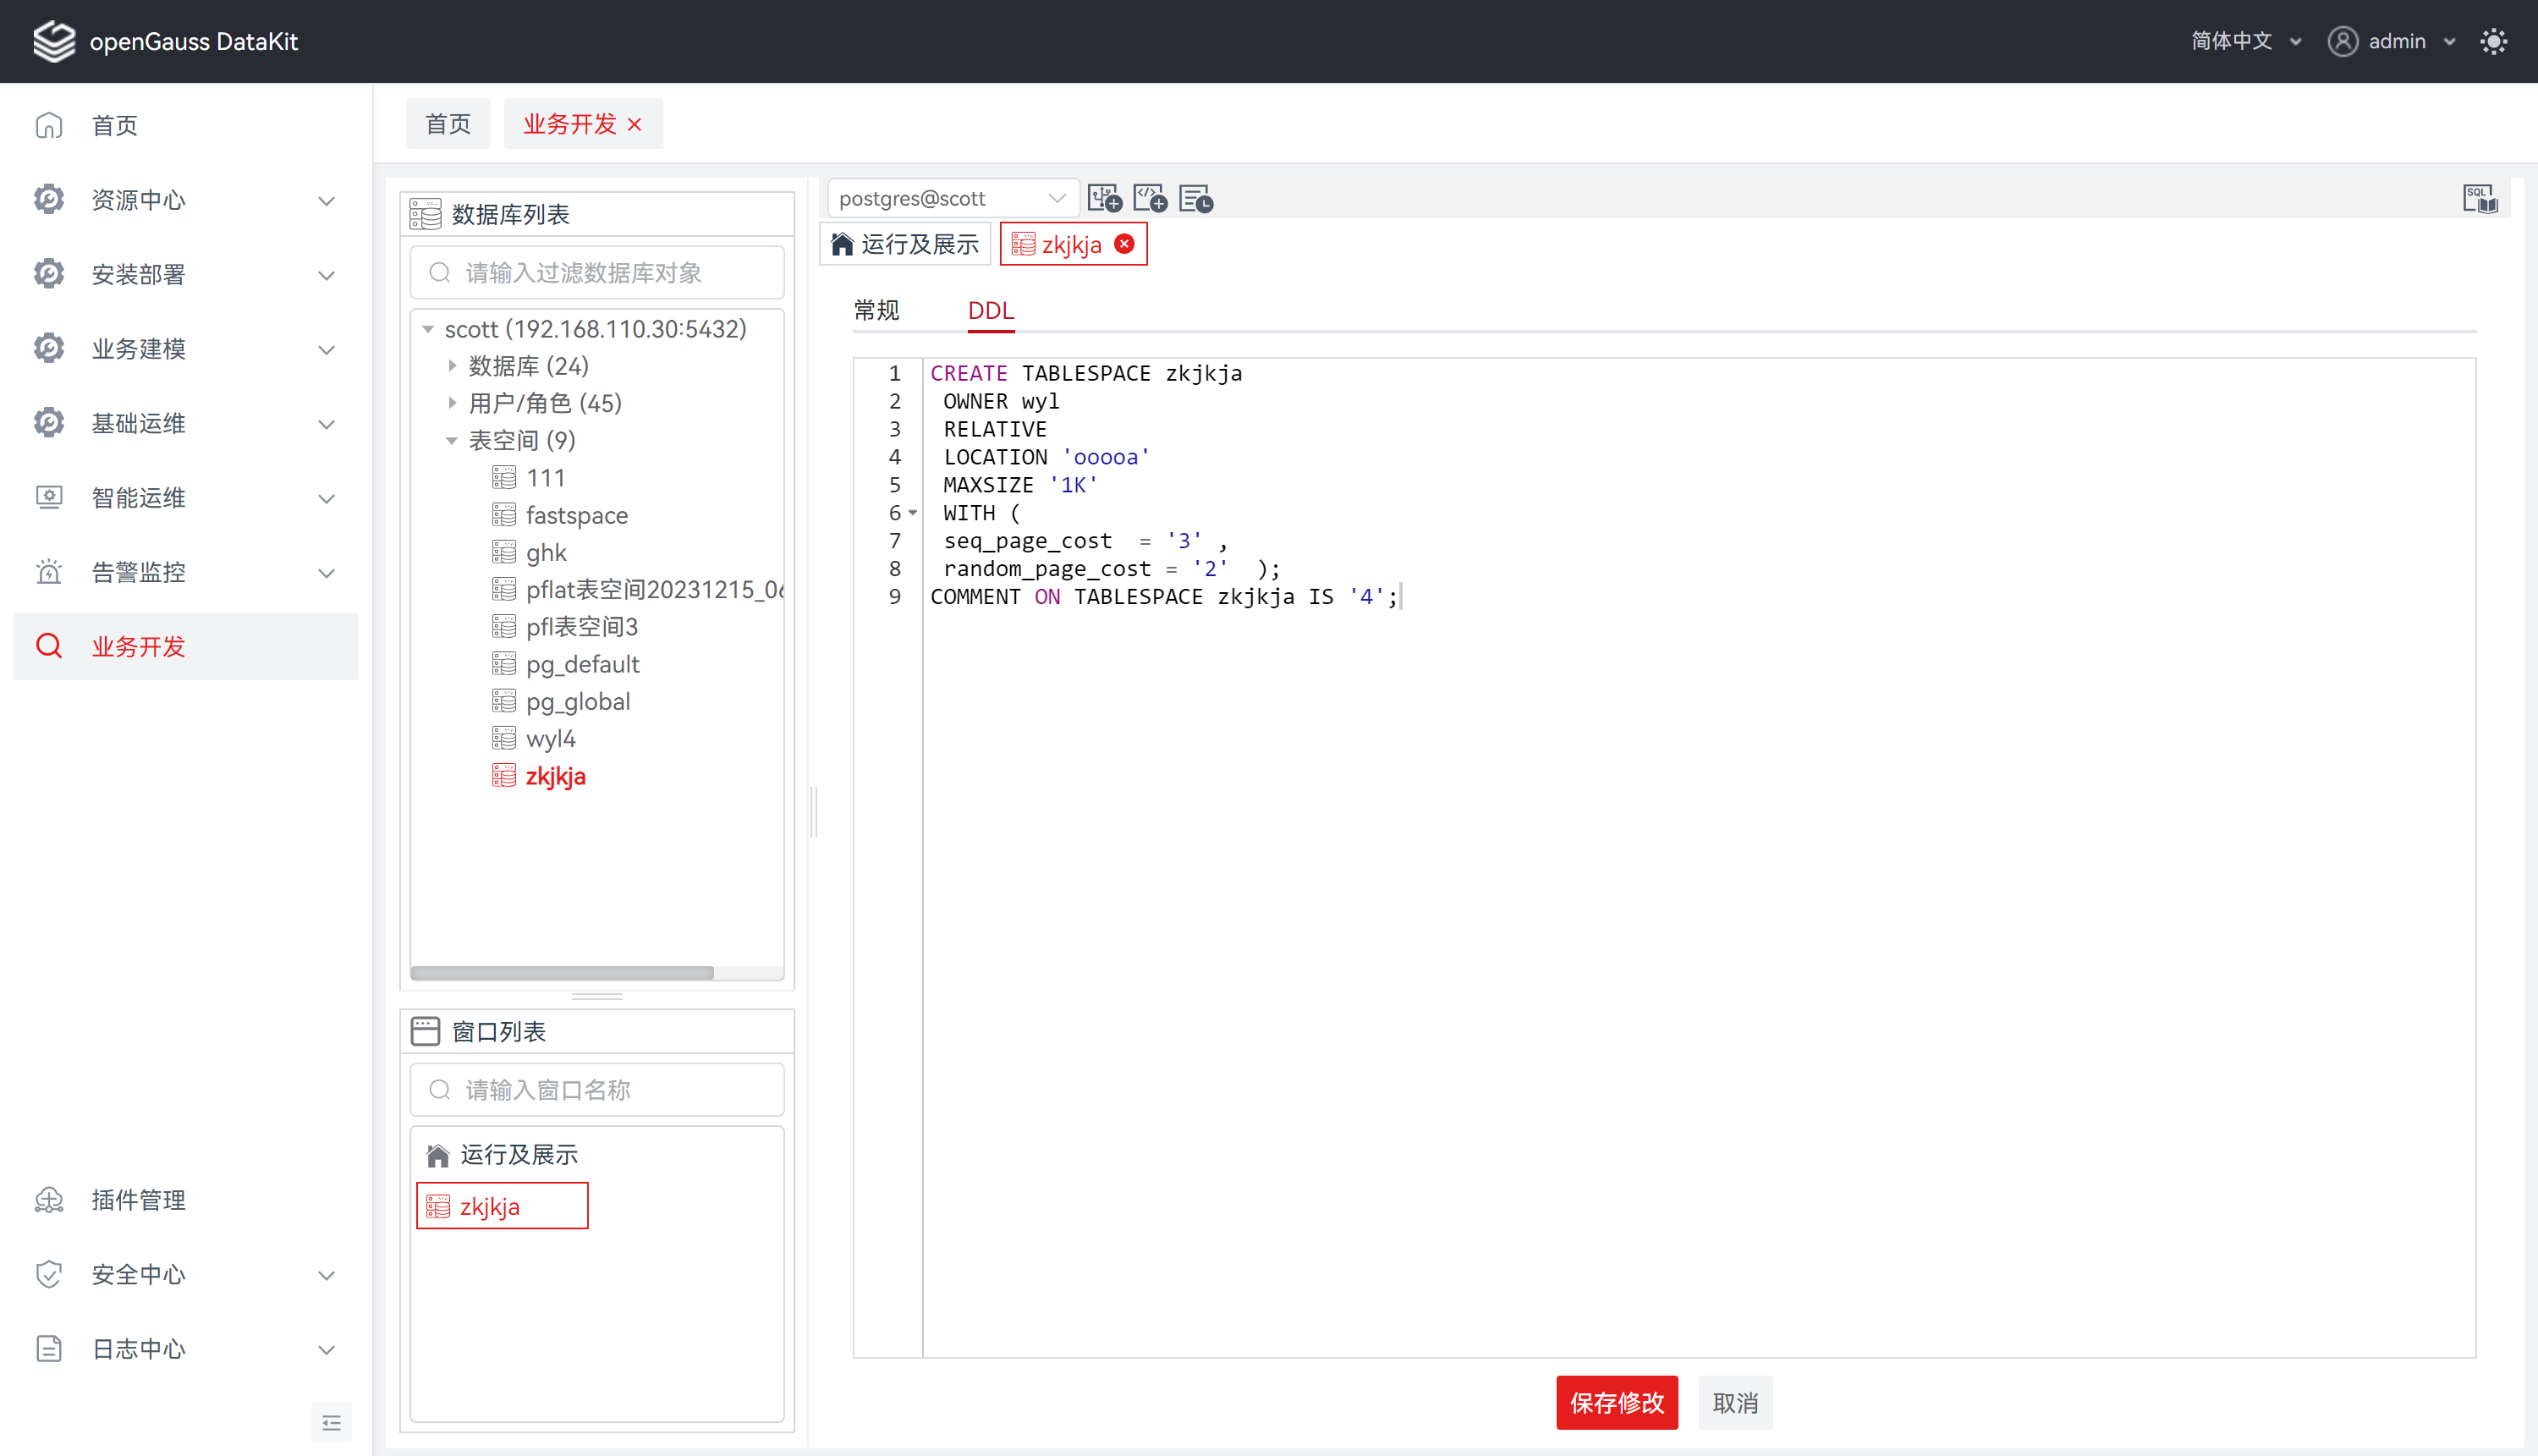 openGauss DataKit
简体中文
admin
首页
资源中心
安装部署
业务建模
基础运维
智能运维
告警监控
业务开发
插件管理
安全中心
日志中心
首页
业务开发
数据库列表
请输入过滤数据库对象
scott (192.168.110.30:5432)
数据库 (24)
用户/角色 (45)
表空间 (9)
111
fastspace
ghk
pflat表空间20231215_06
pfl表空间3
pg_default
pg_global
wyl4
zkjkja
窗口列表
请输入窗口名称
运行及展示
zkjkja
postgres@scott
SQL
运行及展示
zkjkja
常规
DDL
1 CREATE TABLESPACE zkjkja
2 OWNER wyl
3 RELATIVE
4 LOCATION 'ooooa'
5 MAXSIZE '1K'
6 WITH (
7 seq_page_cost  = '3' ,
8 random_page_cost = '2'  );
9 COMMENT ON TABLESPACE zkjkja IS '4';
保存修改
取消